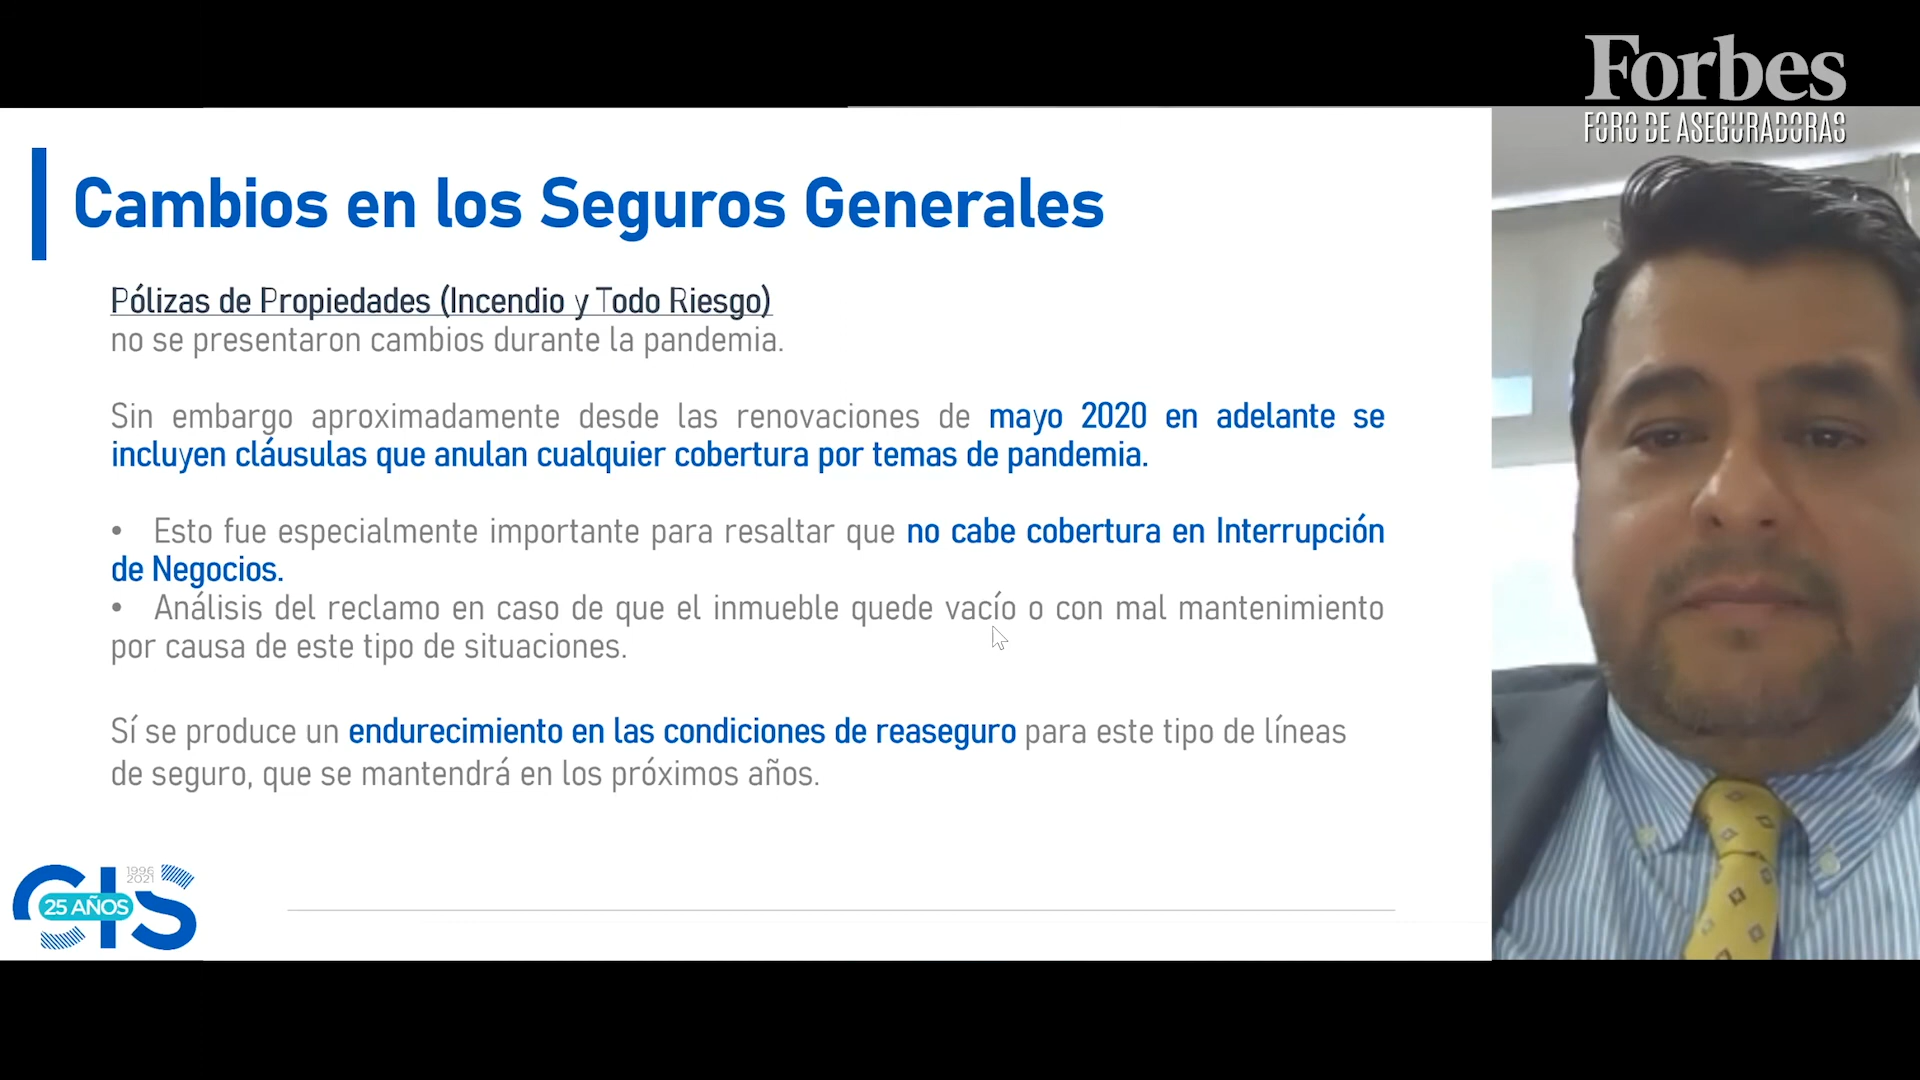 Forbes
FORO DE ASEGURADORAS
Cambios en los Seguros Generales
Pólizas de Propiedades (Incendio y Todo Riesgo)
no se presentaron cambios durante la pandemia.
Sin embargo aproximadamente desde las renovaciones de mayo 2020 en adelante se
incluyen cláusulas que anulan cualquier cobertura por temas de pandemia.
• Esto fue especialmente importante para resaltar que no cabe cobertura en Interrupción
de Negocios.
• Análisis del reclamo en caso de que el inmueble quede vacío o con mal mantenimiento
por causa de este tipo de situaciones.
Sí se produce un endurecimiento en las condiciones de reaseguro para este tipo de líneas
de seguro, que se mantendrá en los próximos años.
1996
2021
CIS
25 AÑOS